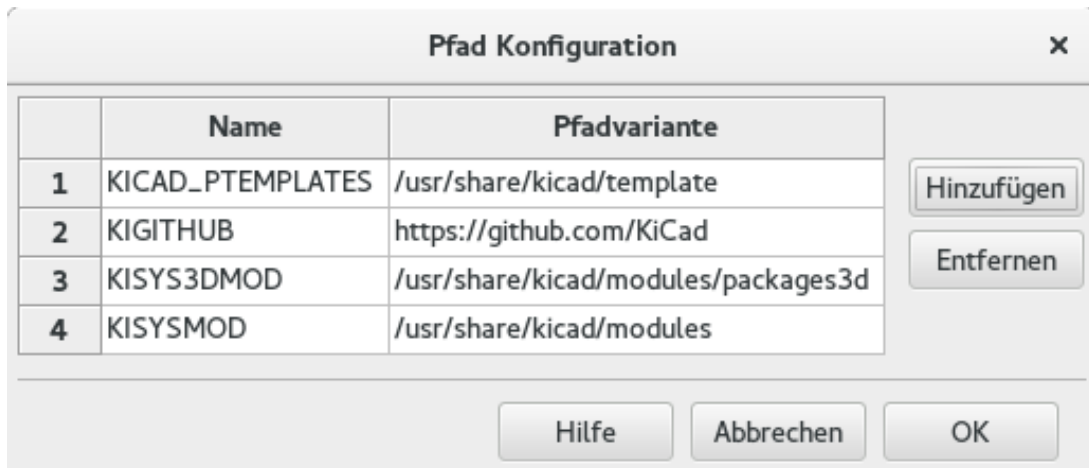 Pfad Konfiguration ×
Name Pfadvariante
1 KICAD_PTEMPLATES /usr/share/kicad/template
2 KIGITHUB https://github.com/KiCad
3 KISYS3DMOD /usr/share/kicad/modules/packages3d
4 KISYSMOD /usr/share/kicad/modules
Hinzufügen
Entfernen
Hilfe Abbrechen OK